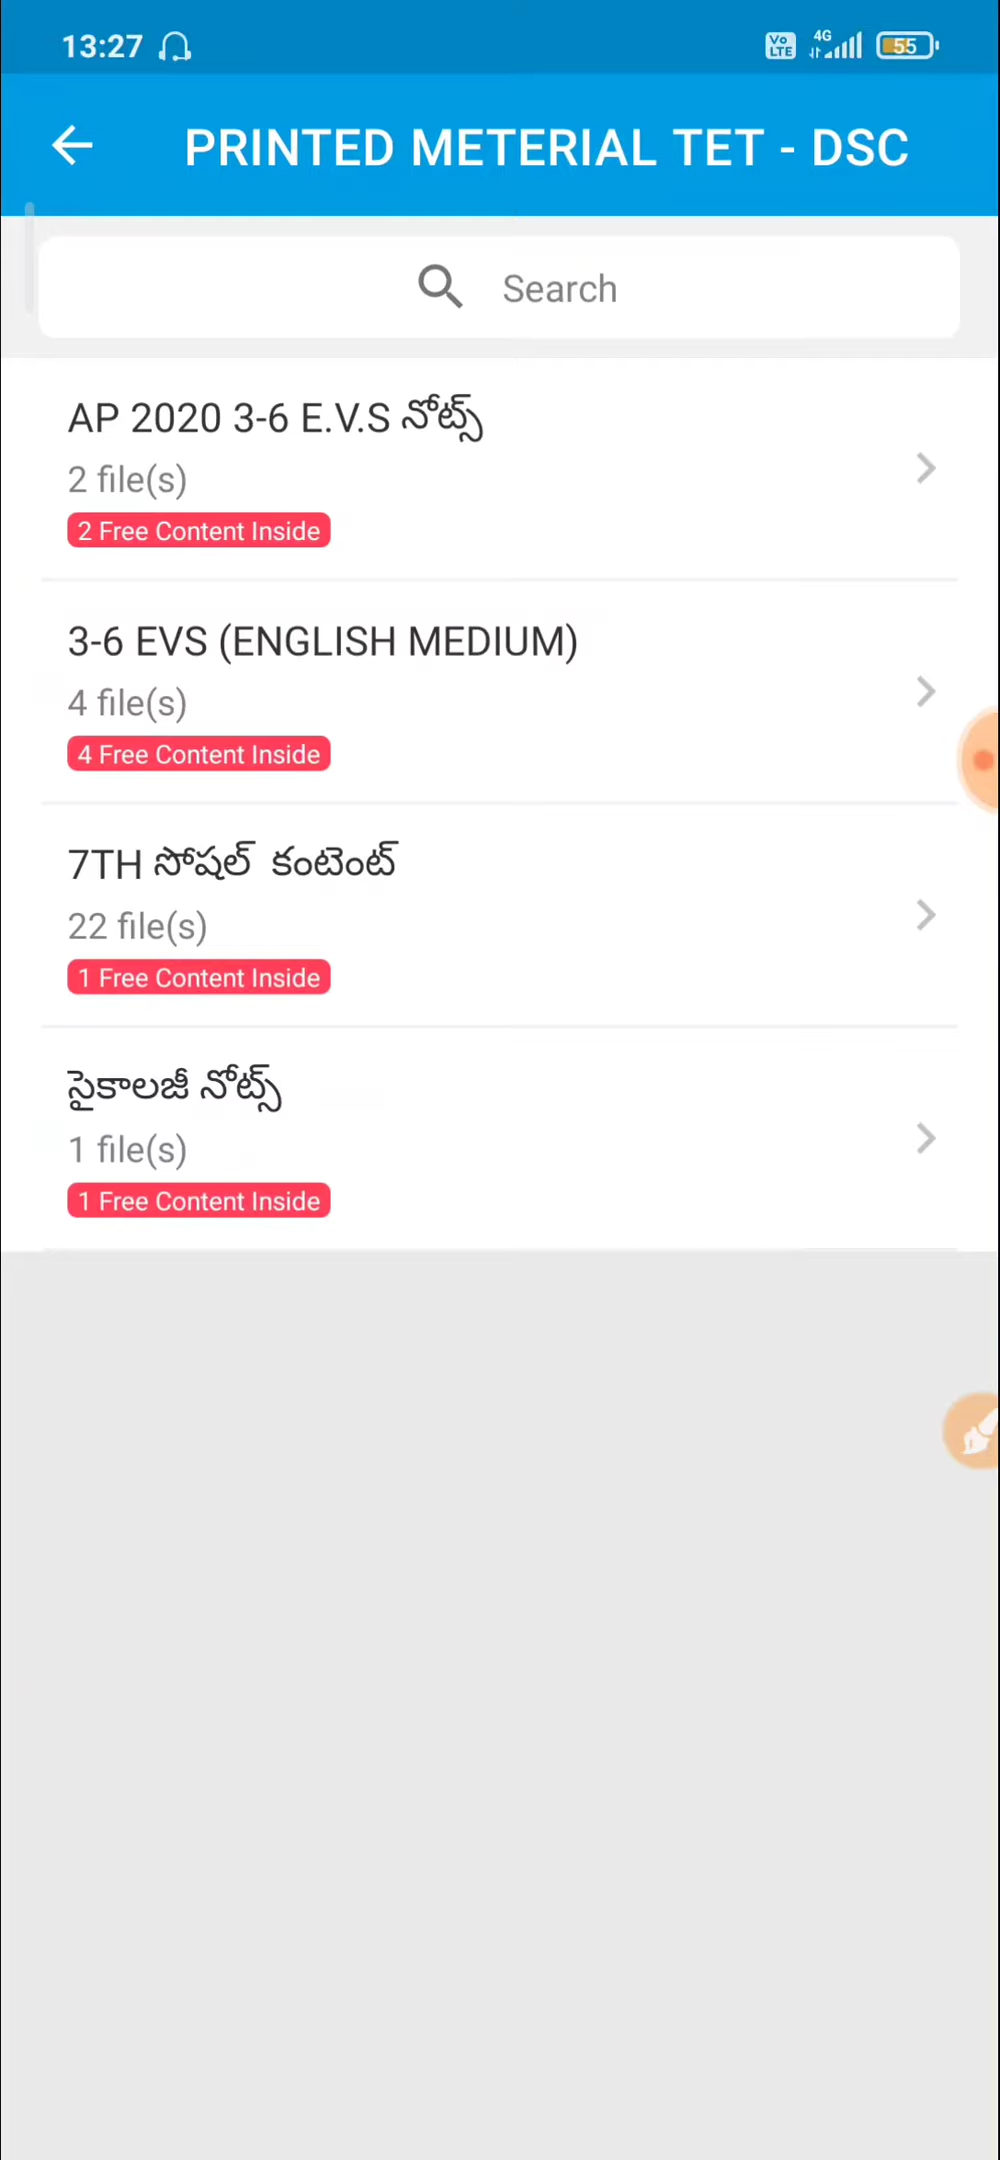 13:27
Vo LTE 4G 55
PRINTED METERIAL TET - DSC
Search
AP 2020 3-6 E.V.S నోట్స్
2 file(s)
2 Free Content Inside
3-6 EVS (ENGLISH MEDIUM)
4 file(s)
4 Free Content Inside
7TH సోషల్ కంటెంట్
22 file(s)
1 Free Content Inside
సైకాలజీ నోట్స్
1 file(s)
1 Free Content Inside